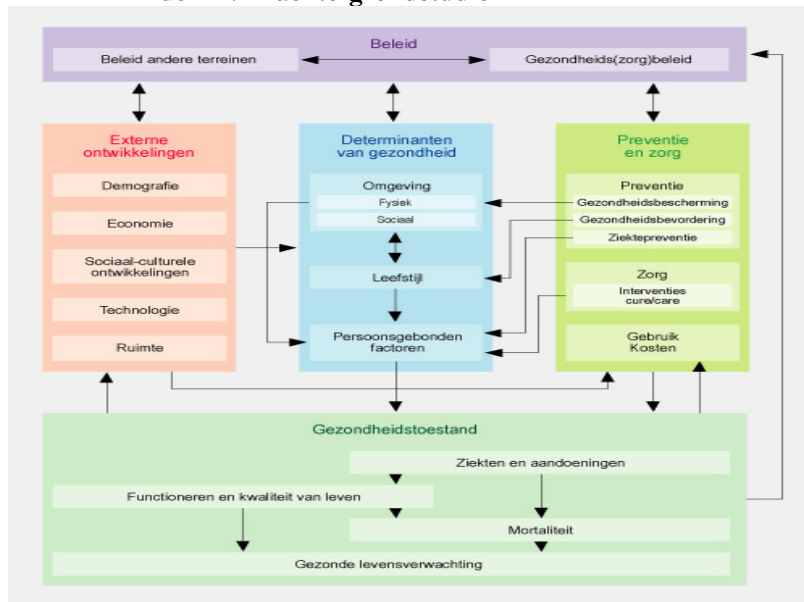 Beleid
Beleid andere terreinen
Gezondheids(zorg)beleid
Externe
ontwikkelingen
Demografie
Economie
Sociaal-culturele
ontwikkelingen
Technologie
Ruimte
Determinanten
van gezondheid
Omgeving
Fysiek
Sociaal
Leefstijl
Persoonsgebonden
factoren
Preventie
en zorg
Preventie
Gezondheidsbescherming
Gezondheidsbevordering
Ziektepreventie
Zorg
Interventies
cure/care
Gebruik
Kosten
Gezondheidstoestand
Ziekten en aandoeningen
Functioneren en kwaliteit van leven
Mortaliteit
Gezonde levensverwachting